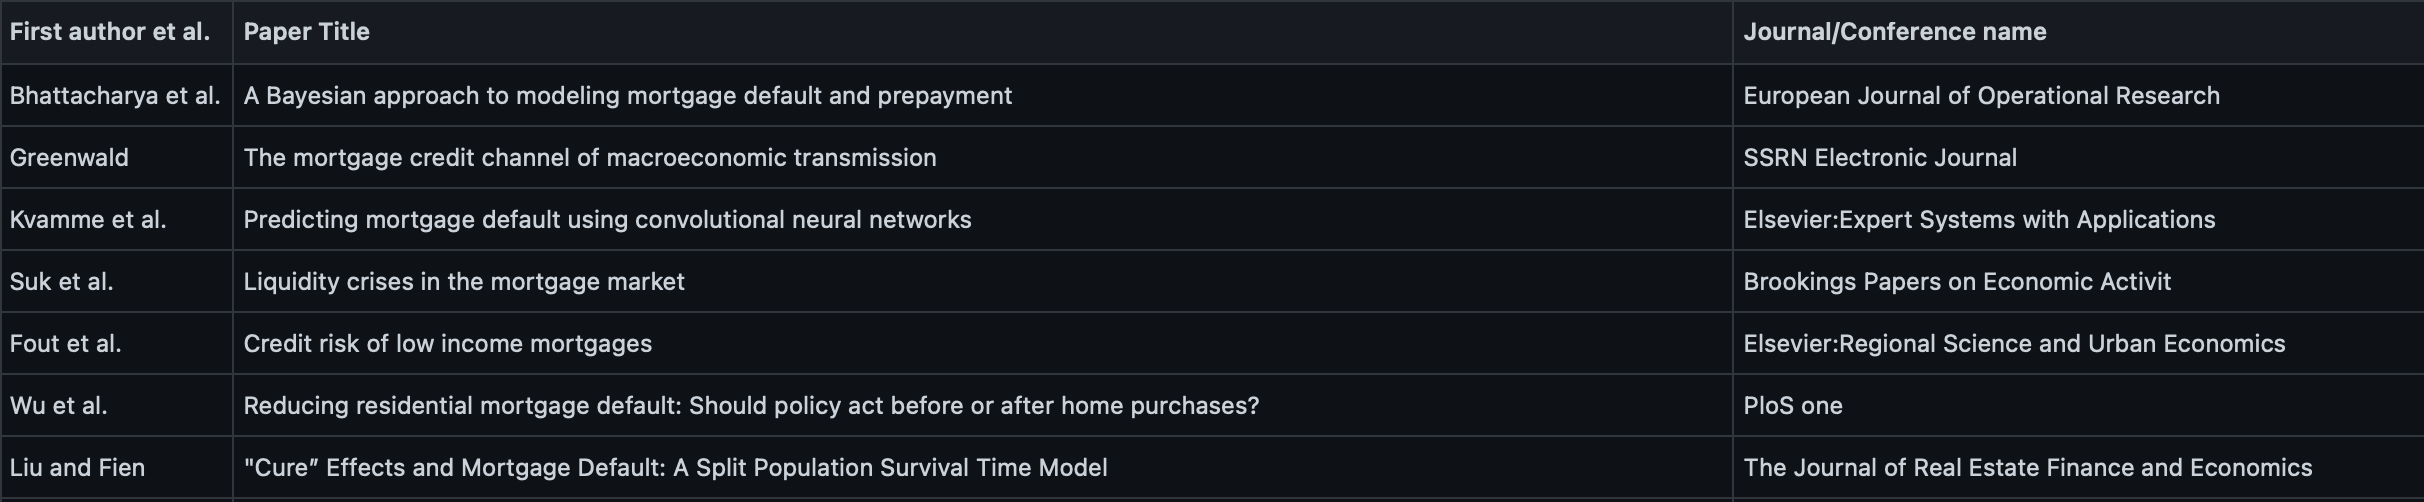 First author et al. Paper Title Journal/Conference name
Bhattacharya et al. A Bayesian approach to modeling mortgage default and prepayment European Journal of Operational Research
Greenwald The mortgage credit channel of macroeconomic transmission SSRN Electronic Journal
Kvamme et al. Predicting mortgage default using convolutional neural networks Elsevier:Expert Systems with Applications
Suk et al. Liquidity crises in the mortgage market Brookings Papers on Economic Activit
Fout et al. Credit risk of low income mortgages Elsevier:Regional Science and Urban Economics
Wu et al. Reducing residential mortgage default: Should policy act before or after home purchases? PloS one
Liu and Fien "Cure” Effects and Mortgage Default: A Split Population Survival Time Model The Journal of Real Estate Finance and Economics